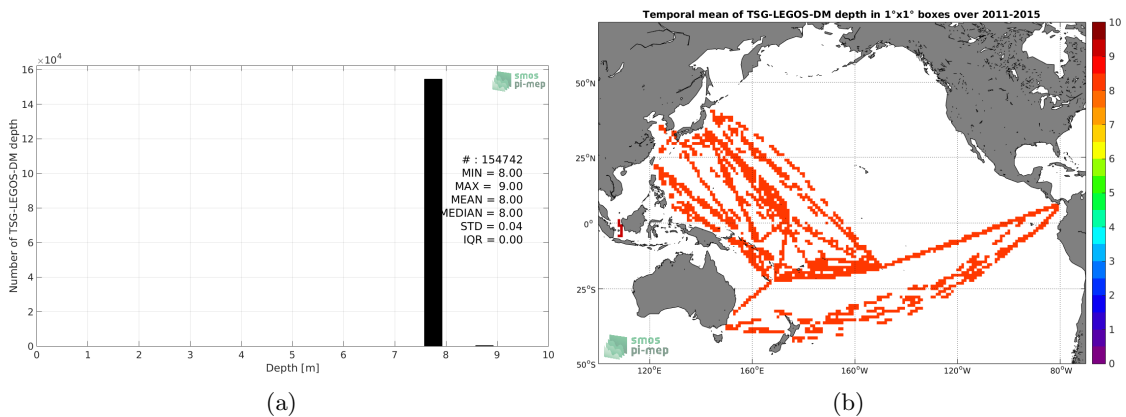 Temporal mean of TSG-LEGOS-DM depth in 1°x1° boxes over 2011-2015
×10⁴
16
14
12
10
8
6
4
2
0
Number of TSG-LEGOS-DM depth
smos
pi-mep
# : 154742
MIN = 8.00
MAX = 9.00
MEAN = 8.00
MEDIAN = 8.00
STD = 0.04
IQR = 0.00
0 1 2 3 4 5 6 7 8 9 10
Depth [m]
(a)
50°N
25°N
0°
25°S
50°S
120°E 160°E 160°W 120°W 80°W
smos
pi-mep
10
9
8
7
6
5
4
3
2
1
0
(b)